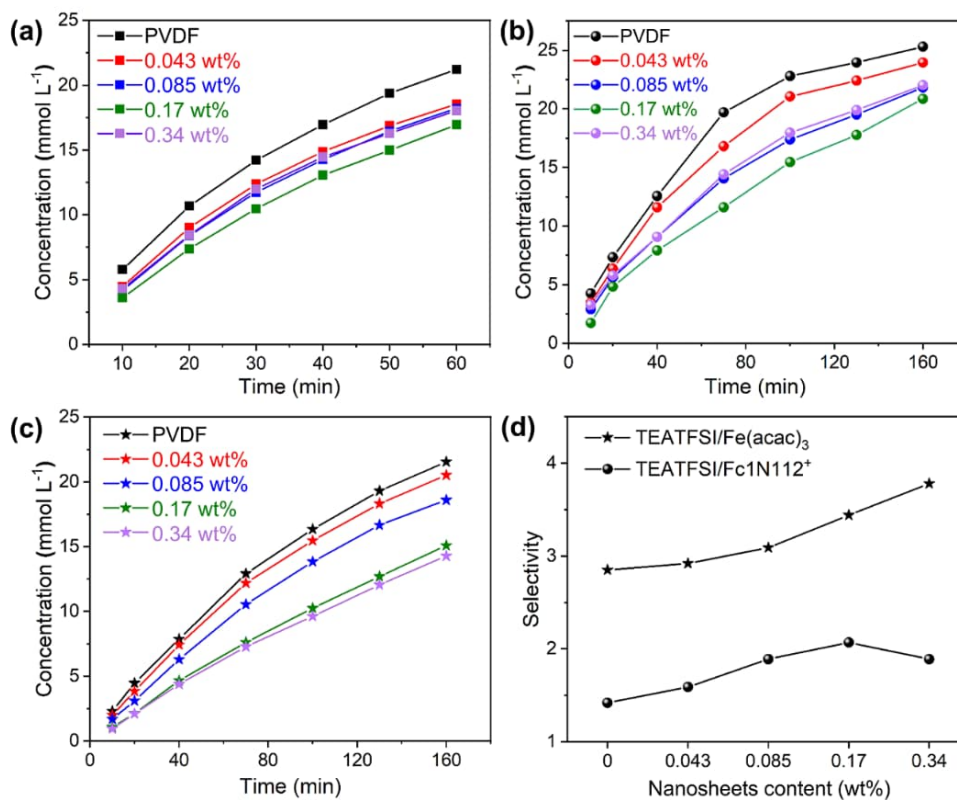 (a)
PVDF
0.043 wt%
0.085 wt%
0.17 wt%
0.34 wt%
25
20
15
10
5
0
Concentration (mmol L⁻¹)
10 20 30 40 50 60
Time (min)
(b)
PVDF
0.043 wt%
0.085 wt%
0.17 wt%
0.34 wt%
25
20
15
10
5
0
Concentration (mmol L⁻¹)
0 40 80 120 160
Time (min)
(c)
PVDF
0.043 wt%
0.085 wt%
0.17 wt%
0.34 wt%
25
20
15
10
5
0
Concentration (mmol L⁻¹)
0 40 80 120 160
Time (min)
(d)
TEATFSI/Fe(acac)₃
TEATFSI/Fc1N112⁺
4
3
2
1
Selectivity
0 0.043 0.085 0.17 0.34
Nanosheets content (wt%)